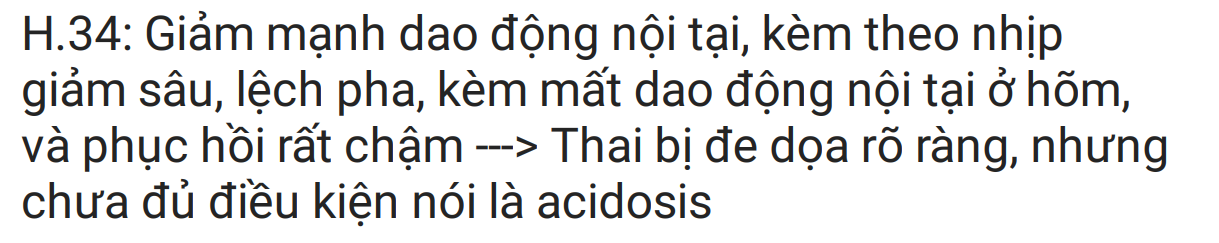 H.34: Giảm mạnh dao động nội tại, kèm theo nhịp
giảm sâu, lệch pha, kèm mất dao động nội tại ở hõm,
và phục hồi rất chậm ---> Thai bị đe dọa rõ ràng, nhưng
chưa đủ điều kiện nói là acidosis